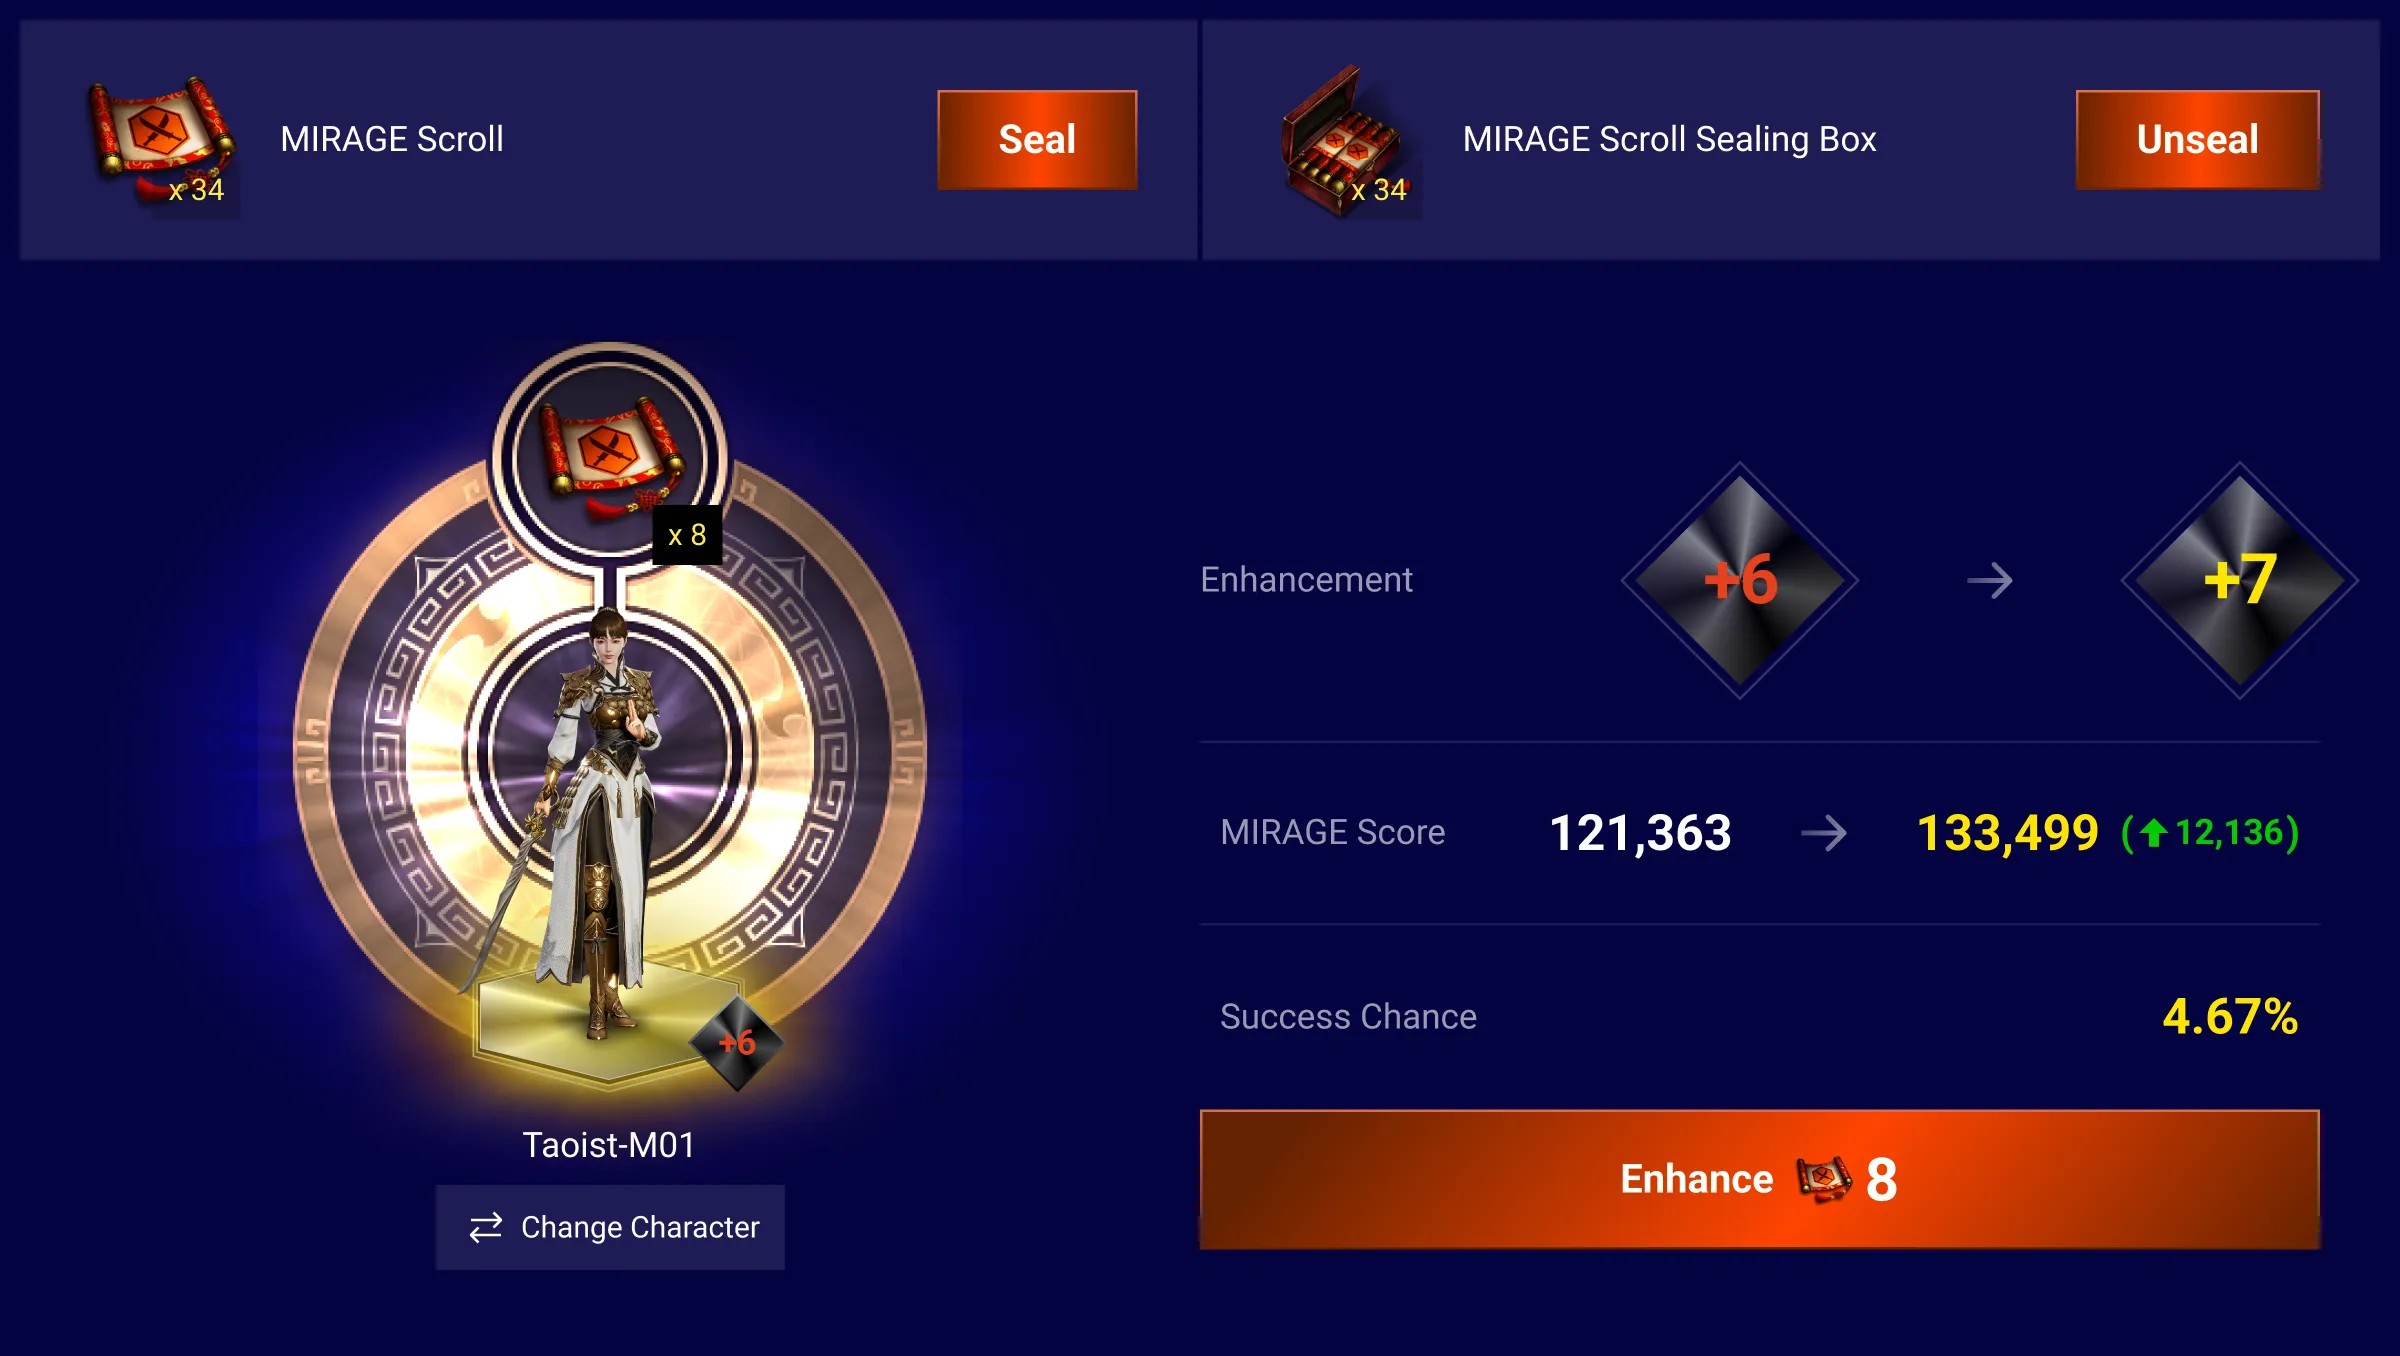 MIRAGE Scroll
x 34
Seal
MIRAGE Scroll Sealing Box
x 34
Unseal
x 8
+6
Taoist-M01
Change Character
Enhancement
+6
+7
MIRAGE Score
121,363
133,499
(12,136)
Success Chance
4.67%
Enhance 8